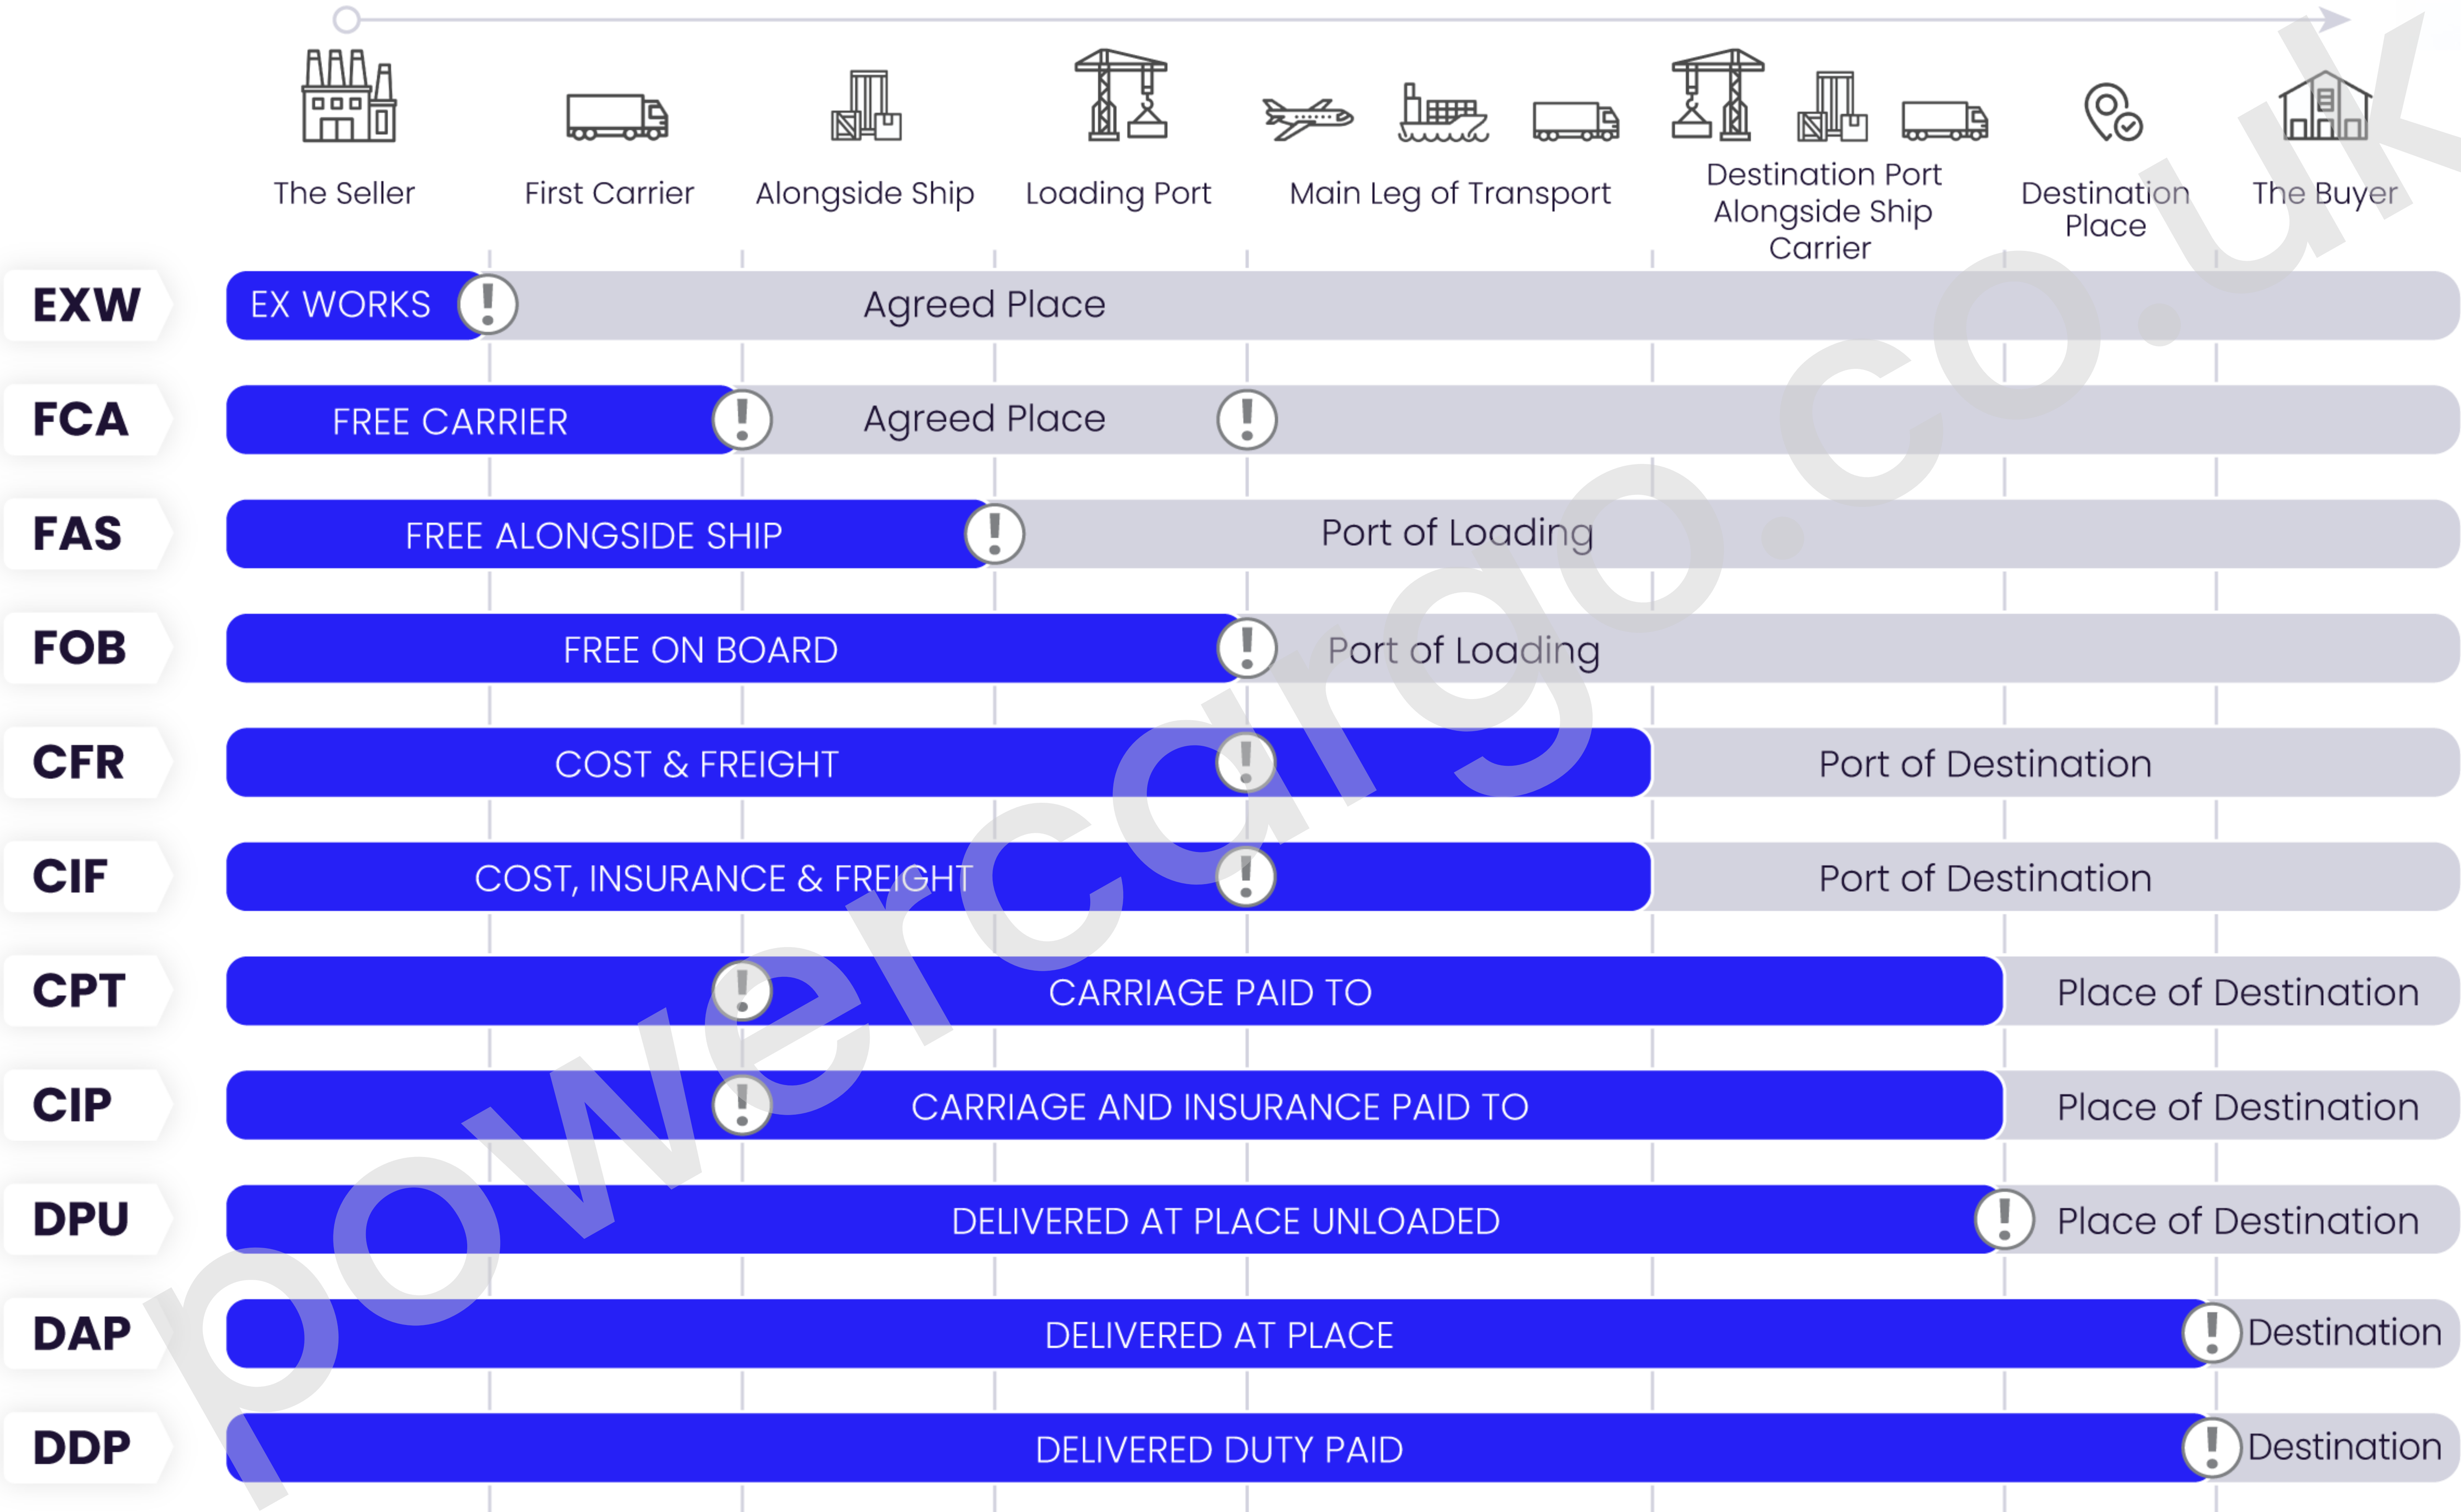 The Seller
First Carrier
Alongside Ship
Loading Port
Main Leg of Transport
Destination Port
Alongside Ship
Carrier
Destination
Place
The Buyer
EXW
EX WORKS
!
Agreed Place
FCA
FREE CARRIER
!
Agreed Place
!
FAS
FREE ALONGSIDE SHIP
!
Port of Loading
FOB
FREE ON BOARD
!
Port of Loading
CFR
COST & FREIGHT
!
Port of Destination
CIF
COST, INSURANCE & FREIGHT
!
Port of Destination
CPT
!
CARRIAGE PAID TO
Place of Destination
CIP
!
CARRIAGE AND INSURANCE PAID TO
Place of Destination
DPU
DELIVERED AT PLACE UNLOADED
!
Place of Destination
DAP
DELIVERED AT PLACE
!
Destination
DDP
DELIVERED DUTY PAID
!
Destination
powercargo.co.uk